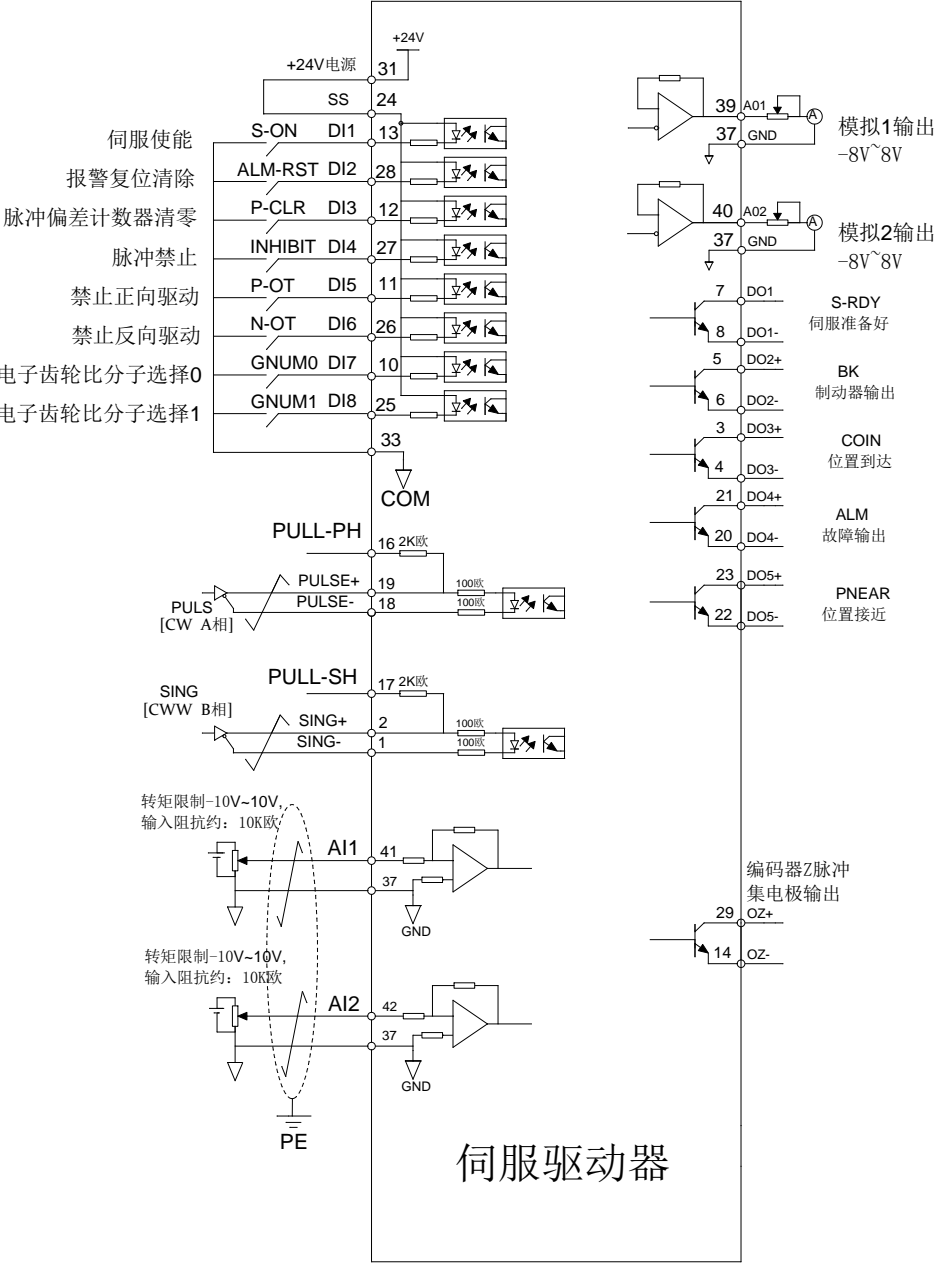 +24V
+24V电源 31
SS 24
伺服使能 S-ON DI1 13
报警复位清除 ALM-RST DI2 28
脉冲偏差计数器清零 P-CLR DI3 12
脉冲禁止 INHIBIT DI4 27
禁止正向驱动 P-OT DI5 11
禁止反向驱动 N-OT DI6 26
电子齿轮比分子选择0 GNUM0 DI7 10
电子齿轮比分子选择1 GNUM1 DI8 25
33
COM
PULL-PH
16 2K欧
PULSE+ 19 100欧
PULSE- 18 100欧
PULS
[CW A相]
PULL-SH
17 2K欧
SING
[CWW B相]
SING+ 2 100欧
SING- 1 100欧
转矩限制-10V~10V,
输入阻抗约: 10K欧
AI1 41
37
GND
转矩限制-10V~10V,
输入阻抗约: 10K欧
AI2 42
37
GND
PE
39 A01 A
37 GND
模拟1输出
-8V~8V
40 A02 A
37 GND
模拟2输出
-8V~8V
7 DO1
8 DO1-
S-RDY
伺服准备好
5 DO2+
6 DO2-
BK
制动器输出
3 DO3+
4 DO3-
COIN
位置到达
21 DO4+
20 DO4-
ALM
故障输出
23 DO5+
22 DO5-
PNEAR
位置接近
编码器Z脉冲
集电极输出
29 OZ+
14 OZ-
伺服驱动器